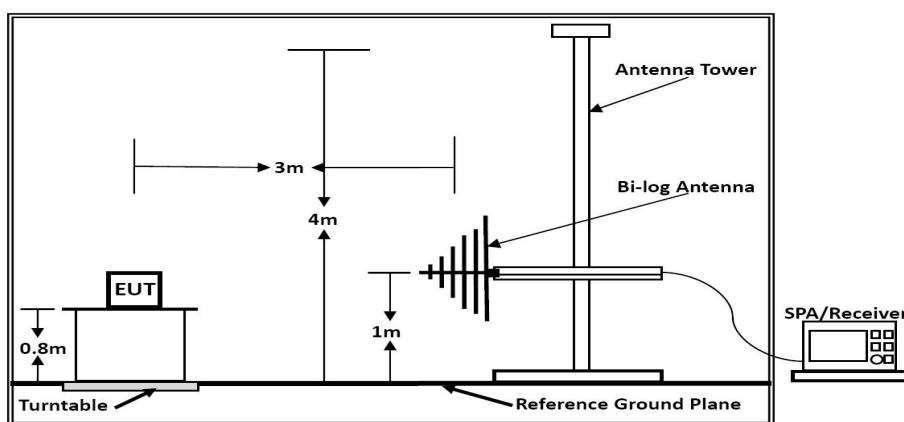 Antenna Tower
3m
Bi-log Antenna
4m
EUT
SPA/Receiver
1m
0.8m
Turntable
Reference Ground Plane